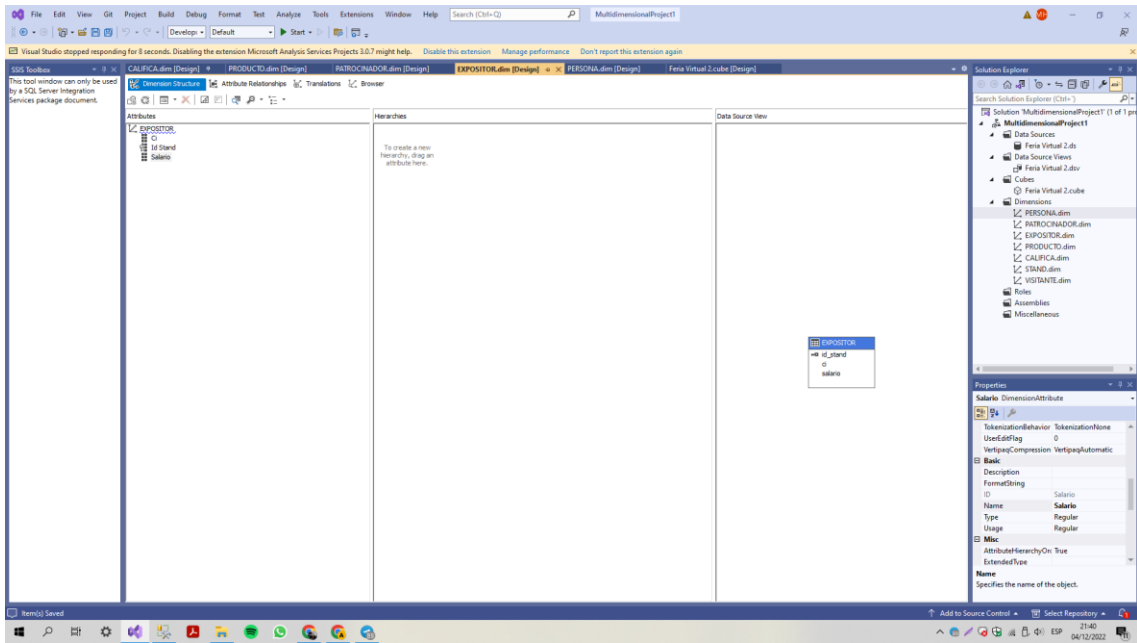 File Edit View Git Project Build Debug Format Test Analyze Tools Extensions Window Help Search (Ctrl+Q) MultidimensionalProject1
Develop Default Start
Visual Studio stopped responding for 8 seconds. Disabling the extension Microsoft Analysis Services Projects 3.0.7 might help. Disable this extension Manage performance Don't report this extension again
SSIS Toolbox
This tool window can only be used
by a SQL Server Integration
Services package document.
CALIFICA.dim [Design] PRODUCTO.dim [Design] PATROCINADOR.dim [Design] EXPOSITOR.dim [Design] PERSONA.dim [Design] Feria Virtual 2.cube [Design]
Dimension Structure Attribute Relationships Translations Browser
Attributes
EXPOSITOR
Ci
Id Stand
Salario
Hierarchies
To create a new
hierarchy, drag an
attribute here.
Data Source View
EXPOSITOR
id_stand
ci
salario
Solution Explorer
Search Solution Explorer (Ctrl+')
Solution 'MultidimensionalProject1' (1 of 1 pr
MultidimensionalProject1
Data Sources
Feria Virtual 2.ds
Data Source Views
Feria Virtual 2.dsv
Cubes
Feria Virtual 2.cube
Dimensions
PERSONA.dim
PATROCINADOR.dim
EXPOSITOR.dim
PRODUCTO.dim
CALIFICA.dim
STAND.dim
VISITANTE.dim
Roles
Assemblies
Miscellaneous
Properties
Salario DimensionAttribute
TokenizationBehavior TokenizationNone
UserEditFlag 0
VertipaqCompression VertipaqAutomatic
Basic
Description
FormatString
ID Salario
Name Salario
Type Regular
Usage Regular
Misc
AttributeHierarchyOr True
ExtendedType
Name
Specifies the name of the object.
Item(s) Saved
Add to Source Control Select Repository
ESP 21:40
04/12/2022